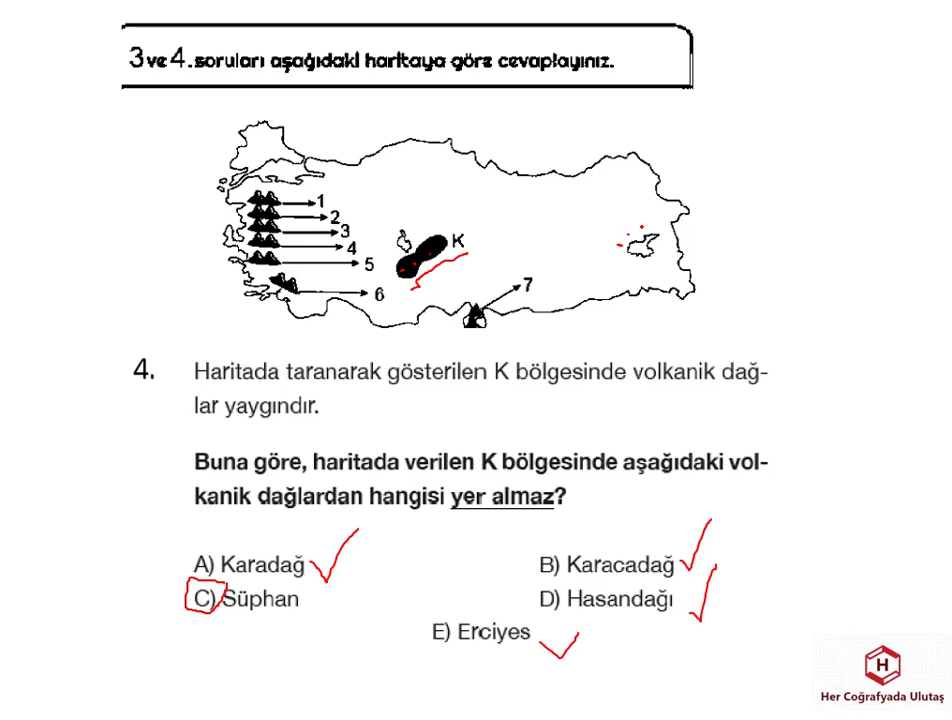 3 ve 4. soruları aşağıdaki haritaya göre cevaplayınız.
1
2
3
4
5
6
7
K
4. Haritada taranarak gösterilen K bölgesinde volkanik dağ-
lar yaygındır.
Buna göre, haritada verilen K bölgesinde aşağıdaki vol-
kanik dağlardan hangisi yer almaz?
A) Karadağ
B) Karacadağ
C) Süphan
D) Hasandağı
E) Erciyes
H
Her Coğrafyada Ulutaş